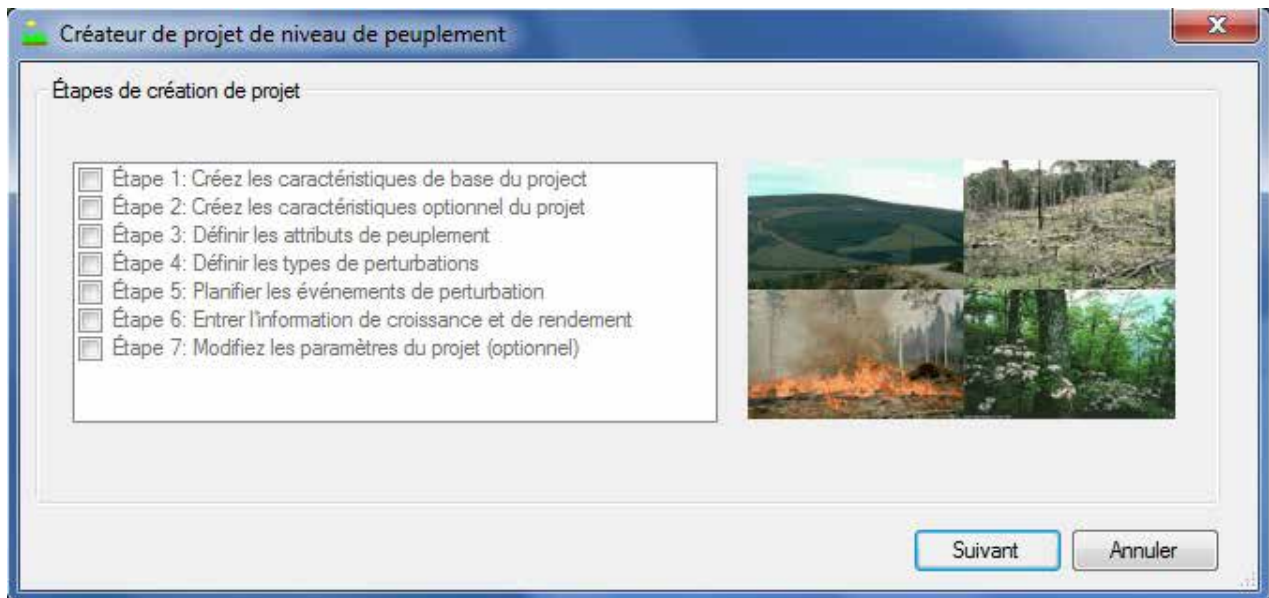 Créateur de projet de niveau de peuplement
Étapes de création de projet
Étape 1: Créez les caractéristiques de base du project
Étape 2: Créez les caractéristiques optionnel du projet
Étape 3: Définir les attributs de peuplement
Étape 4: Définir les types de perturbations
Étape 5: Planifier les événements de perturbation
Étape 6: Entrer l'information de croissance et de rendement
Étape 7: Modifiez les paramètres du projet (optionnel)
Suivant
Annuler